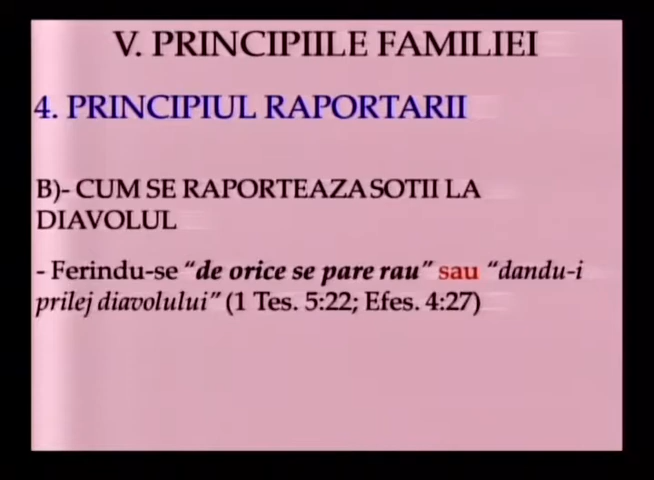 V. PRINCIPIILE FAMILIEI
4. PRINCIPIUL RAPORTARII
B)- CUM SE RAPORTEAZA SOTII LA
DIAVOLUL
- Ferindu-se “de orice se pare rau” sau “dandu-i
prilej diavolului” (1 Tes. 5:22; Efes. 4:27)